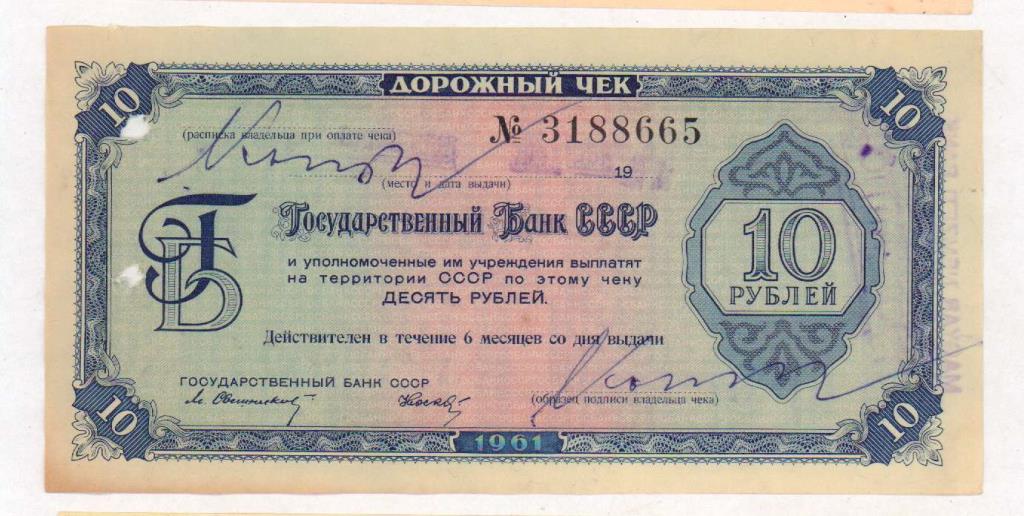 ДОРОЖНЫЙ ЧЕК
10
10
(расписка владельца при оплате чека)
№ 3188665
19
(место и дата выдачи)
ГБ
Государственный Банк СССР
и уполномоченные им учреждения выплатят
на территории СССР по этому чеку
ДЕСЯТЬ РУБЛЕЙ.
10
РУБЛЕЙ
Действителен в течение 6 месяцев со дня выдачи
ГОСУДАРСТВЕННЫЙ БАНК СССР
(образец подписи владельца чека)
10
10
1961